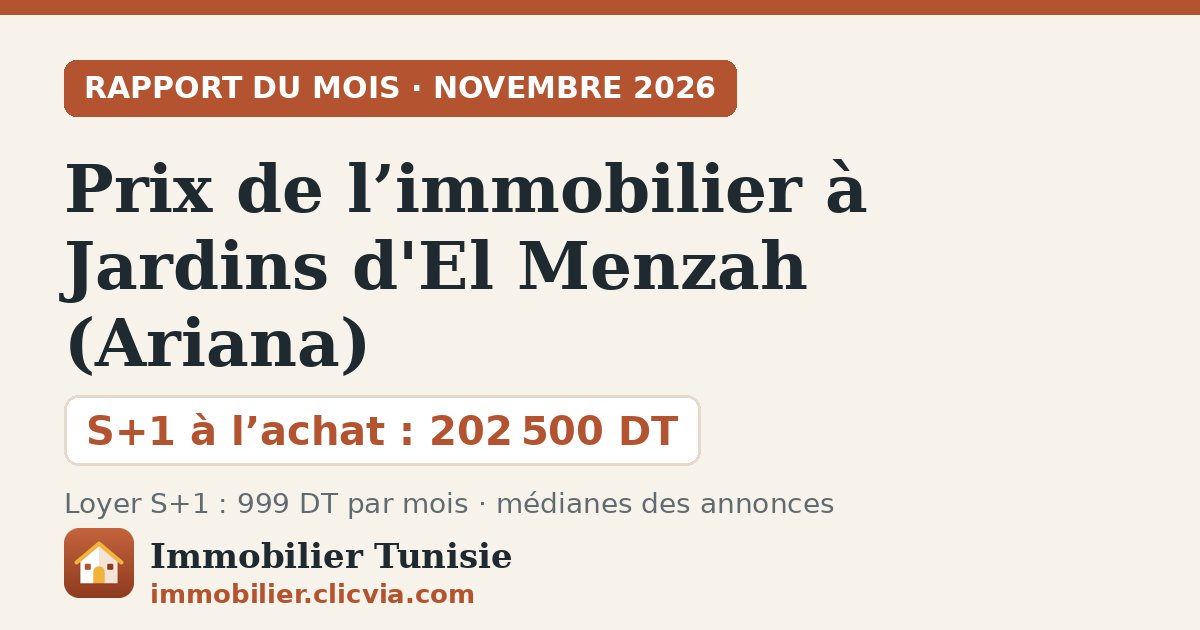 RAPPORT DU MOIS · NOVEMBRE 2026
Prix de l’immobilier à
Jardins d'El Menzah
(Ariana)
S+1 à l’achat : 202 500 DT
Loyer S+1 : 999 DT par mois · médianes des annonces
Immobilier Tunisie
immobilier.clicvia.com